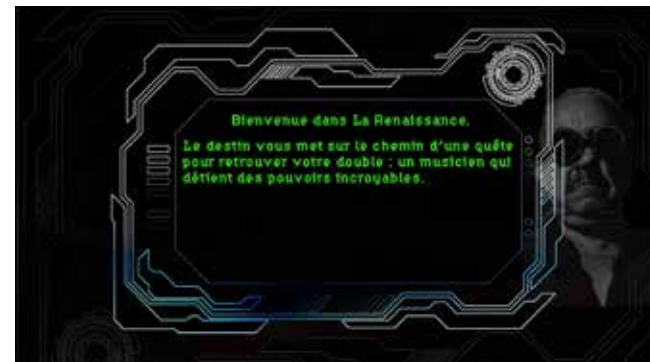 Bienvenue dans La Renaissance.
Le destin vous met sur le chemin d'une quête
pour retrouver votre double : un musicien qui
détient des pouvoirs incroyables.